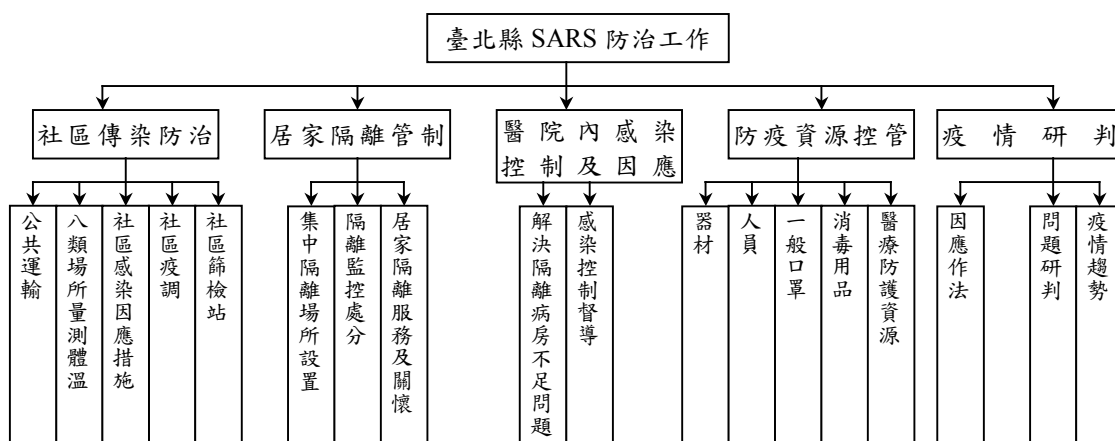 臺北縣 SARS 防治工作
社區傳染防治
居家隔離管制
醫院內感染
控制及因應
防疫資源控管
疫情研判
公共運輸
八類場所量測體溫
社區感染因應措施
社區疫調
社區篩檢站
集中隔離場所設置
隔離監控處分
居家隔離服務及關懷
解決隔離病房不足問題
感染控制督導
器材
人員
一般口罩
消毒用品
醫療防護資源
因應作法
問題研判
疫情趨勢